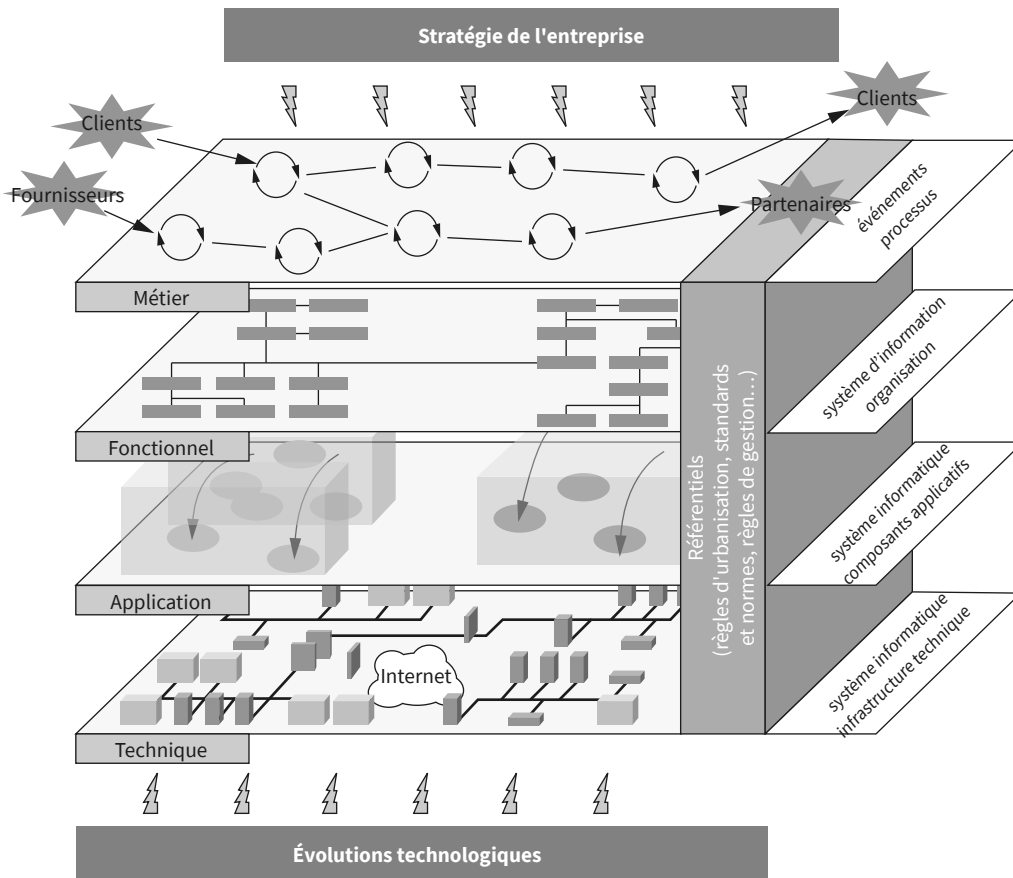 Stratégie de l'entreprise
Clients
Clients
Fournisseurs
Partenaires
événements
processus
Métier
système d'information
organisation
Fonctionnel
Référentiels
(règles d'urbanisation, standards
et normes, règles de gestion...)
système informatique
composants applicatifs
Application
Internet
système informatique
infrastructure technique
Technique
Évolutions technologiques